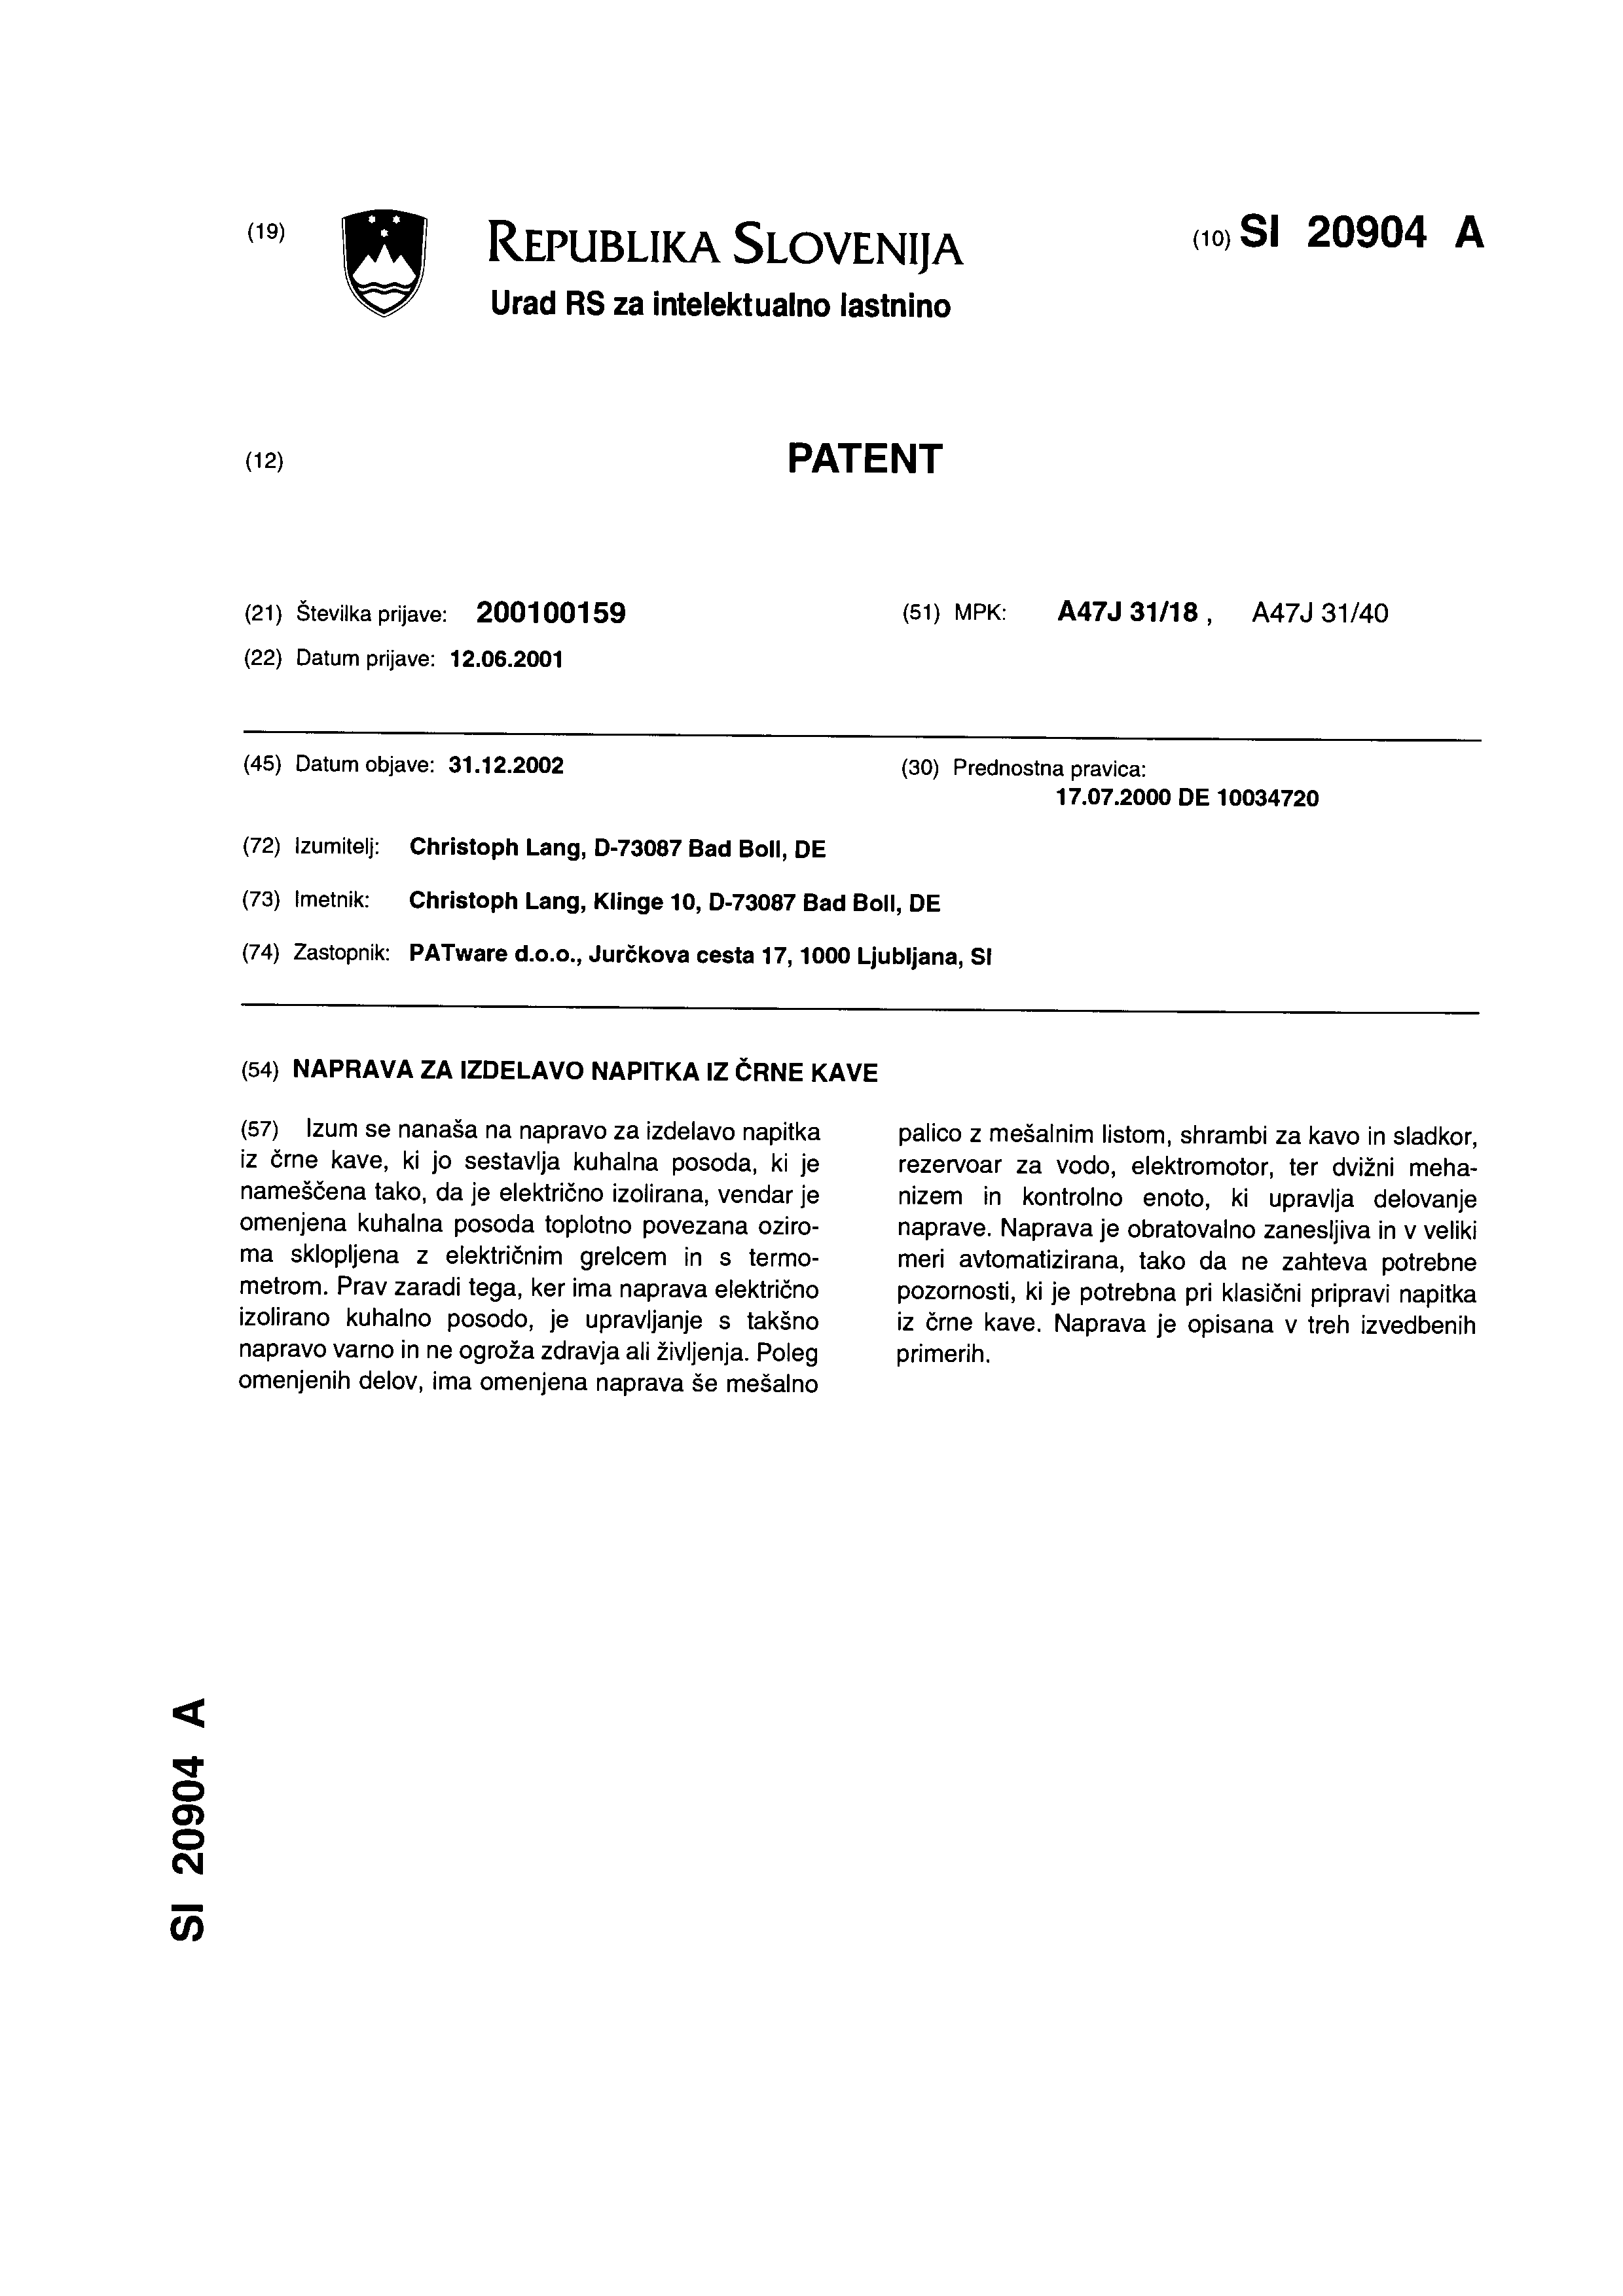 (19)
REPUBLIKA SLOVENIJA
Urad RS za intelektualno lastnino
(10) SI 20904 A
(12)
PATENT
(21) Številka prijave: 200100159
(51) MPK: A47J 31/18 , A47J 31/40
(22) Datum prijave: 12.06.2001
(45) Datum objave: 31.12.2002
(30) Prednostna pravica:
17.07.2000 DE 10034720
(72) Izumitelj: Christoph Lang, D-73087 Bad Boll, DE
(73) Imetnik: Christoph Lang, Klinge 10, D-73087 Bad Boll, DE
(74) Zastopnik: PATware d.o.o., Jurčkova cesta 17, 1000 Ljubljana, SI
(54) NAPRAVA ZA IZDELAVO NAPITKA IZ ČRNE KAVE
(57) Izum se nanaša na napravo za izdelavo napitka
iz črne kave, ki jo sestavlja kuhalna posoda, ki je
nameščena tako, da je električno izolirana, vendar je
omenjena kuhalna posoda toplotno povezana oziro-
ma sklopljena z električnim grelcem in s termo-
metrom. Prav zaradi tega, ker ima naprava električno
izolirano kuhalno posodo, je upravljanje s takšno
napravo varno in ne ogroža zdravja ali življenja. Poleg
omenjenih delov, ima omenjena naprava še mešalno
palico z mešalnim listom, shrambi za kavo in sladkor,
rezervoar za vodo, elektromotor, ter dvižni meha-
nizem in kontrolno enoto, ki upravlja delovanje
naprave. Naprava je obratovalno zanesljiva in v veliki
meri avtomatizirana, tako da ne zahteva potrebne
pozornosti, ki je potrebna pri klasični pripravi napitka
iz črne kave. Naprava je opisana v treh izvedbenih
primerih.
SI 20904 A